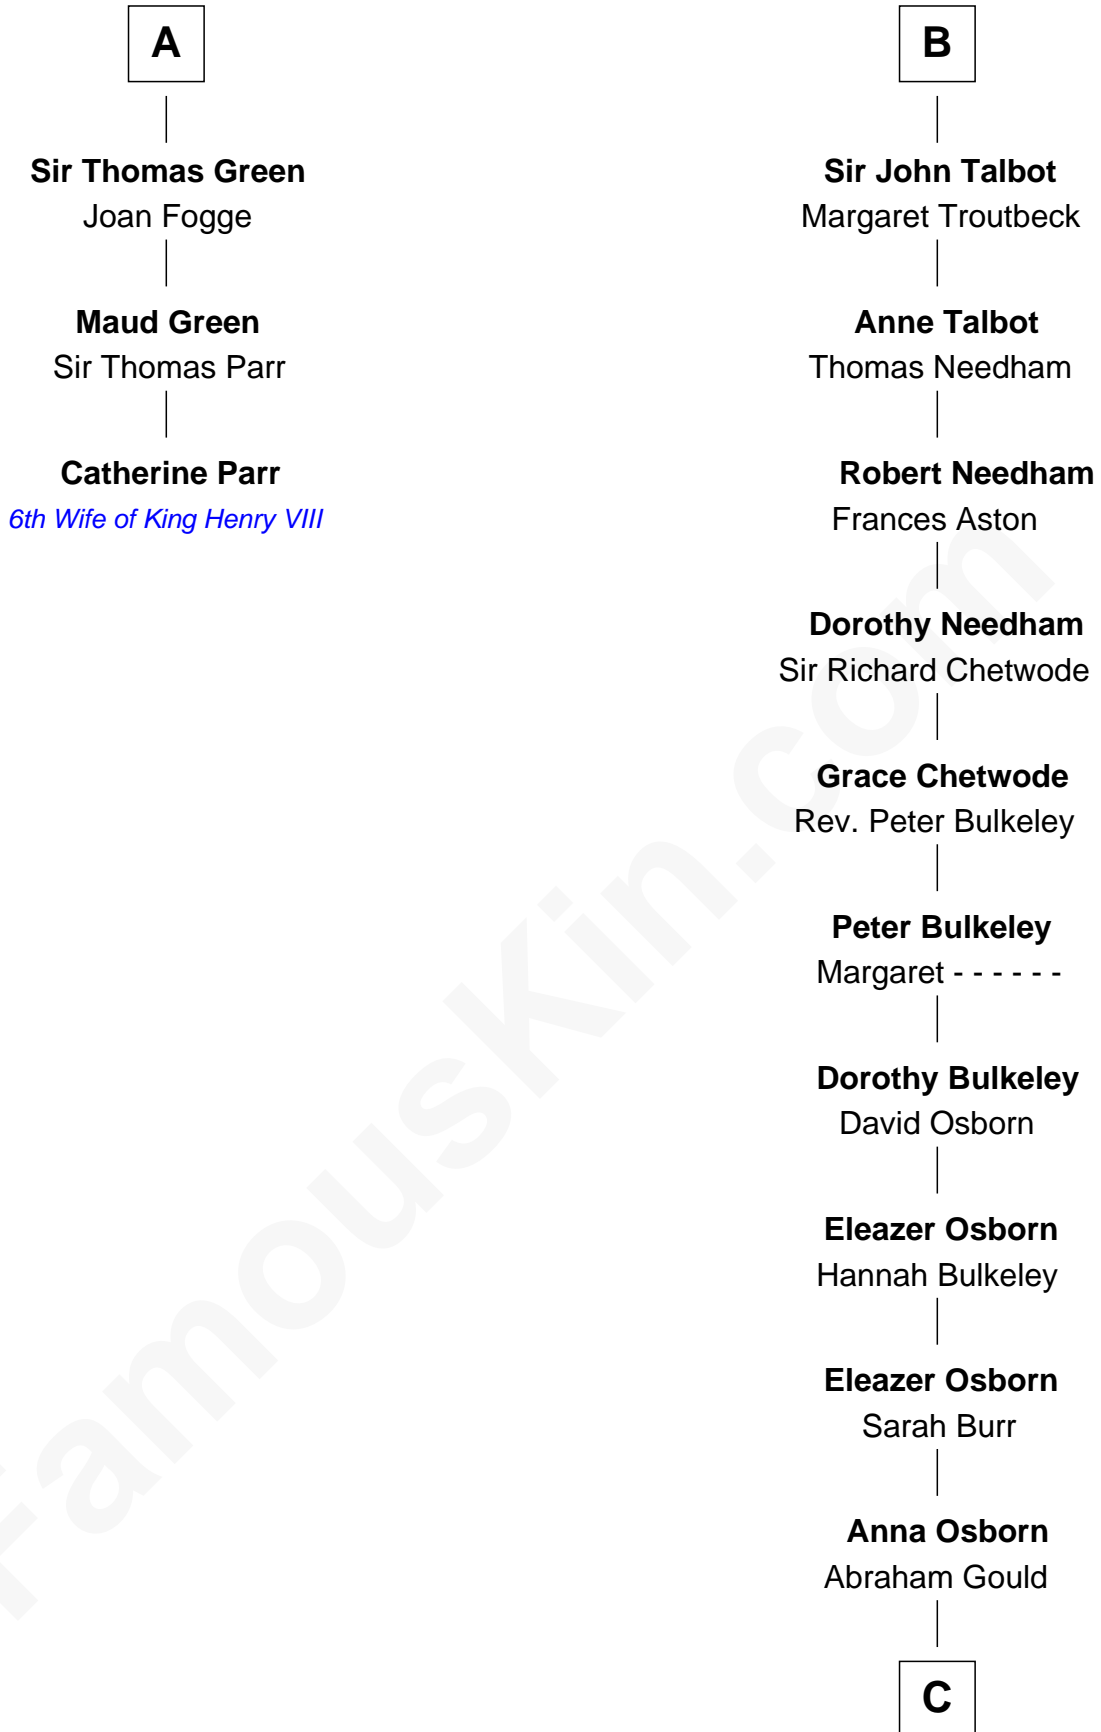 A
Sir Thomas Green
Joan Fogge
Maud Green
Sir Thomas Parr
Catherine Parr
6th Wife of King Henry VIII
B
Sir John Talbot
Margaret Troutbeck
Anne Talbot
Thomas Needham
Robert Needham
Frances Aston
Dorothy Needham
Sir Richard Chetwode
Grace Chetwode
Rev. Peter Bulkeley
Peter Bulkeley
Margaret - - - - - -
Dorothy Bulkeley
David Osborn
Eleazer Osborn
Hannah Bulkeley
Eleazer Osborn
Sarah Burr
Anna Osborn
Abraham Gould
C
FamousKin.com